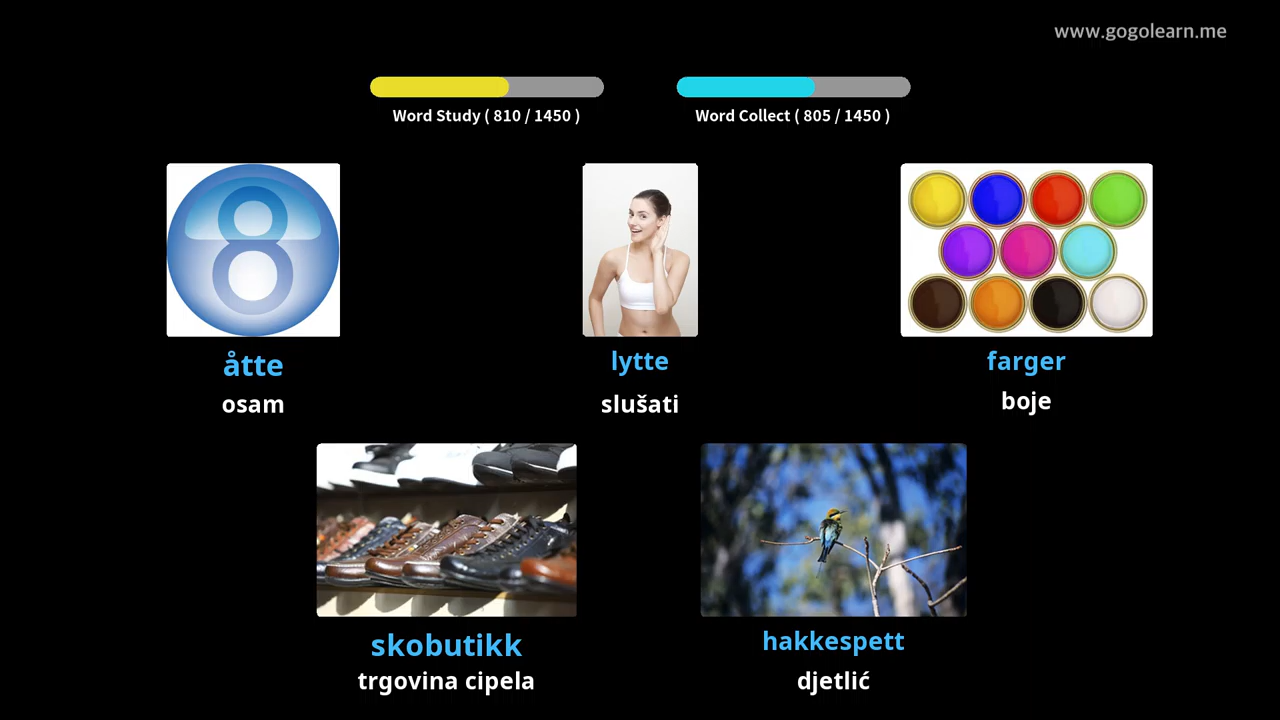 www.gogolearn.me
Word Study ( 810 / 1450 )
Word Collect ( 805 / 1450 )
8
åtte
osam
lytte
slušati
farger
boje
skobutikk
trgovina cipela
hakkespett
djetlić